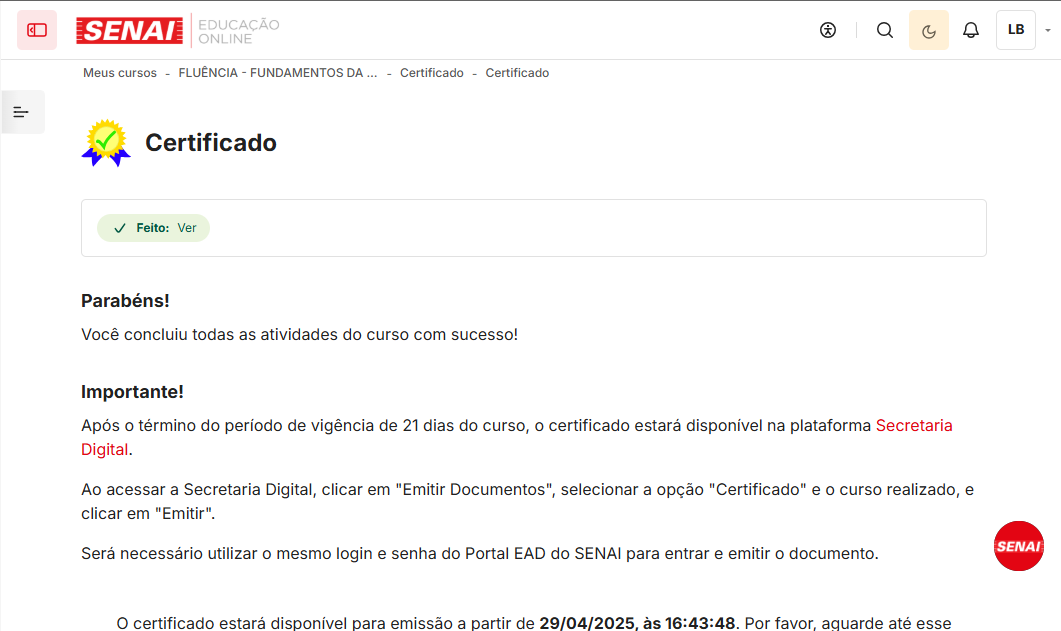 SENAI EDUCAÇÃO ONLINE LB
Meus cursos - FLUÊNCIA - FUNDAMENTOS DA ... - Certificado - Certificado
Certificado
Feito: Ver
Parabéns!
Você concluiu todas as atividades do curso com sucesso!
Importante!
Após o término do período de vigência de 21 dias do curso, o certificado estará disponível na plataforma Secretaria
Digital.
Ao acessar a Secretaria Digital, clicar em "Emitir Documentos", selecionar a opção "Certificado" e o curso realizado, e
clicar em "Emitir".
Será necessário utilizar o mesmo login e senha do Portal EAD do SENAI para entrar e emitir o documento.
SENAI
O certificado estará disponível para emissão a partir de 29/04/2025, às 16:43:48. Por favor, aguarde até esse